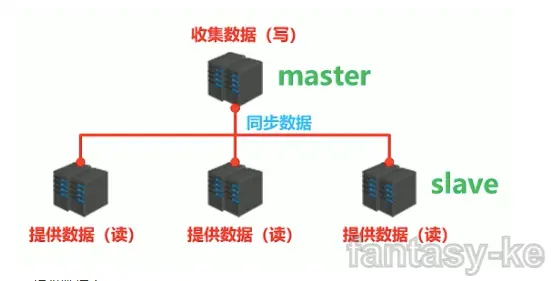 收集数据（写）
master
同步数据
slave
提供数据（读） 提供数据（读） 提供数据（读）
fantasy-ke